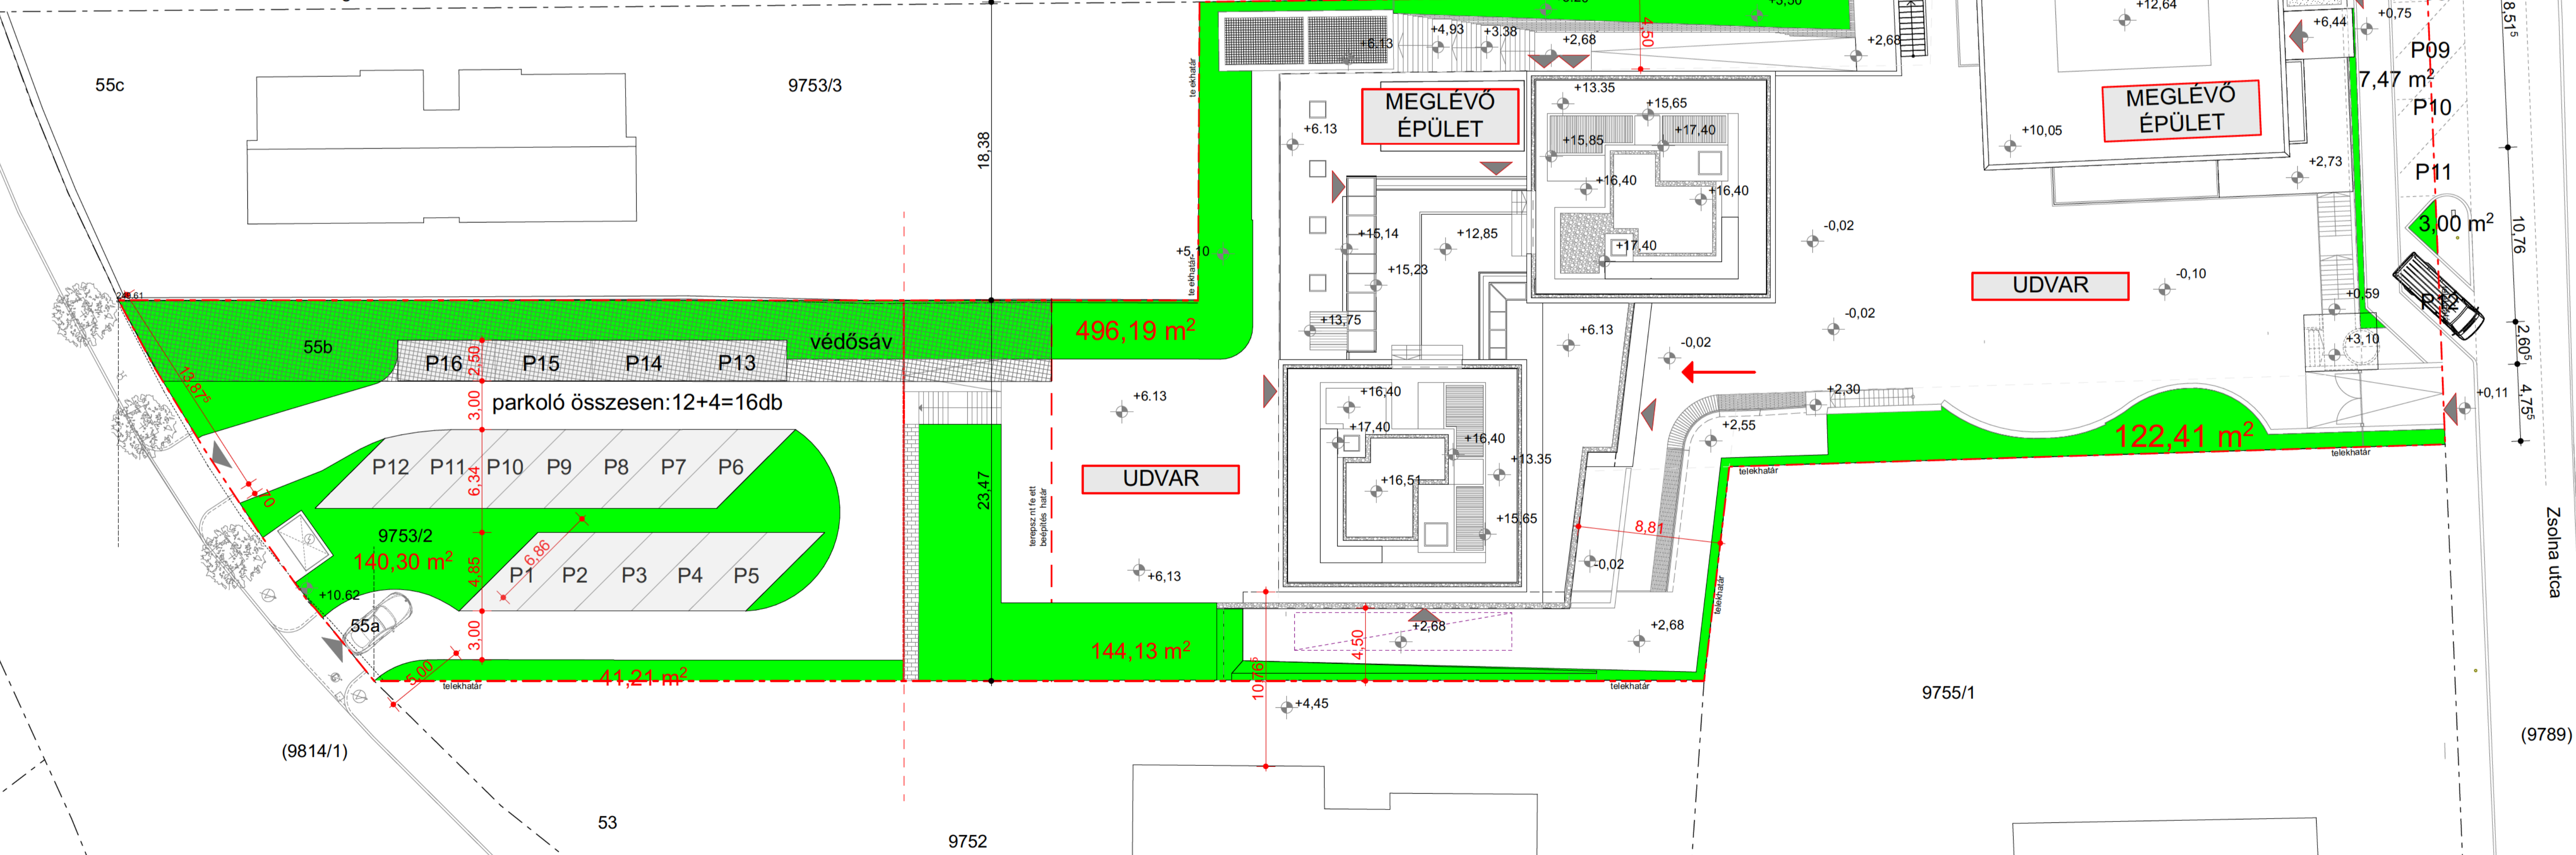 55c
9753/3
18,38
telekhatár
+6.13
+4,93
+3.38
+2,68
4,50
+2,68
+12,64
+6,44
+0,75
8,51⁵
P09
7,47 m²
P10
P11
MEGLÉVŐ
ÉPÜLET
MEGLÉVŐ
ÉPÜLET
+10,05
+2,73
+6.13
+13.35
+15,65
+15,85
+17,40
+16,40
+16,40
+17,40
+15,14
+12,85
+15,23
+13,75
+5,10
telekhatár
-0,02
-0,02
-0,02
UDVAR
-0,10
3,00 m²
10,76
P12
+0,59
+3,10
2,60⁵
4,75⁵
+0,11
55b
védősáv
496,19 m²
P16
P15
P14
P13
2,50
3,00
13,87⁵
parkoló összesen:12+4=16db
P12
P11
P10
P9
P8
P7
P6
6,34
70
9753/2
140,30 m²
6,86
4,85
P1
P2
P3
P4
P5
+10.62
55a
3,00
5,00
41,21 m²
telekhatár
23,47
+6.13
UDVAR
+6,13
144,13 m²
+16,40
+17,40
+16,40
+13.35
+16,51
+15,65
+6.13
+2,30
+2,55
8,81
-0,02
+2,68
+2,68
4,50
10,76⁵
telekhatár
telekhatár
telekhatár
122,41 m²
telekhatár
Zsolna utca
(9789)
9755/1
+4,45
(9814/1)
53
9752